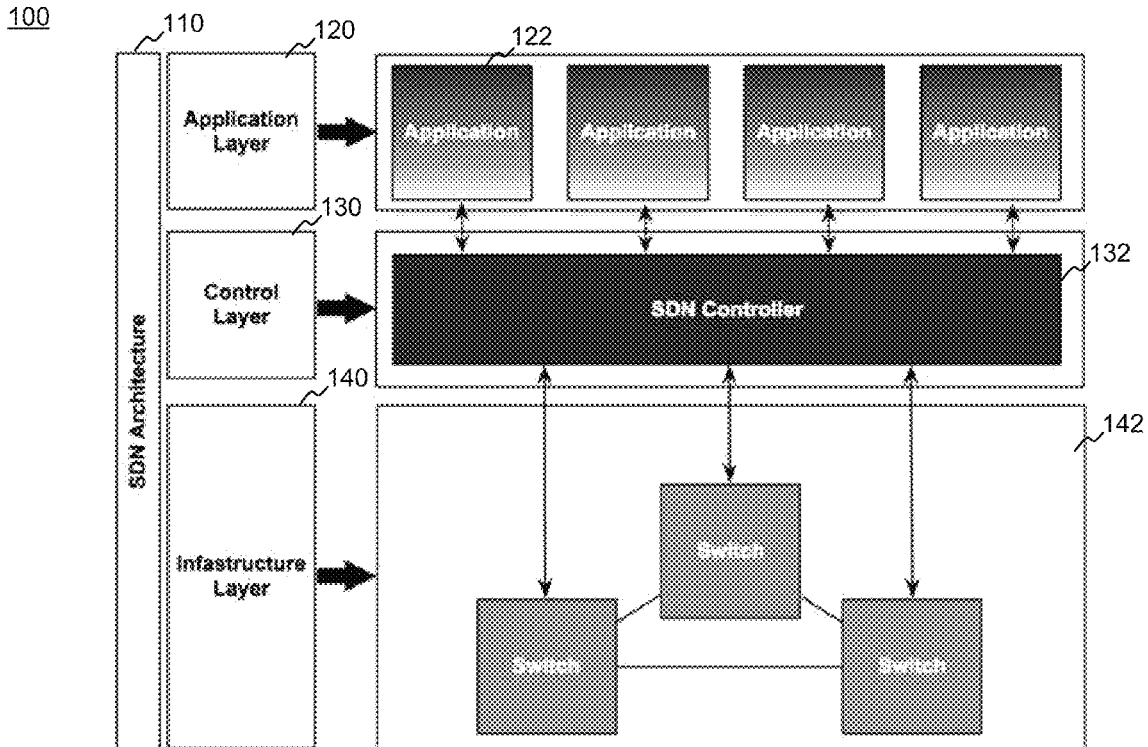 100
110
120
122
Application
Layer
Application
Application
Application
Application
130
132
Control
Layer
SDN Controller
SDN Architecture
140
142
Infastructure
Layer
Switch
Switch
Switch